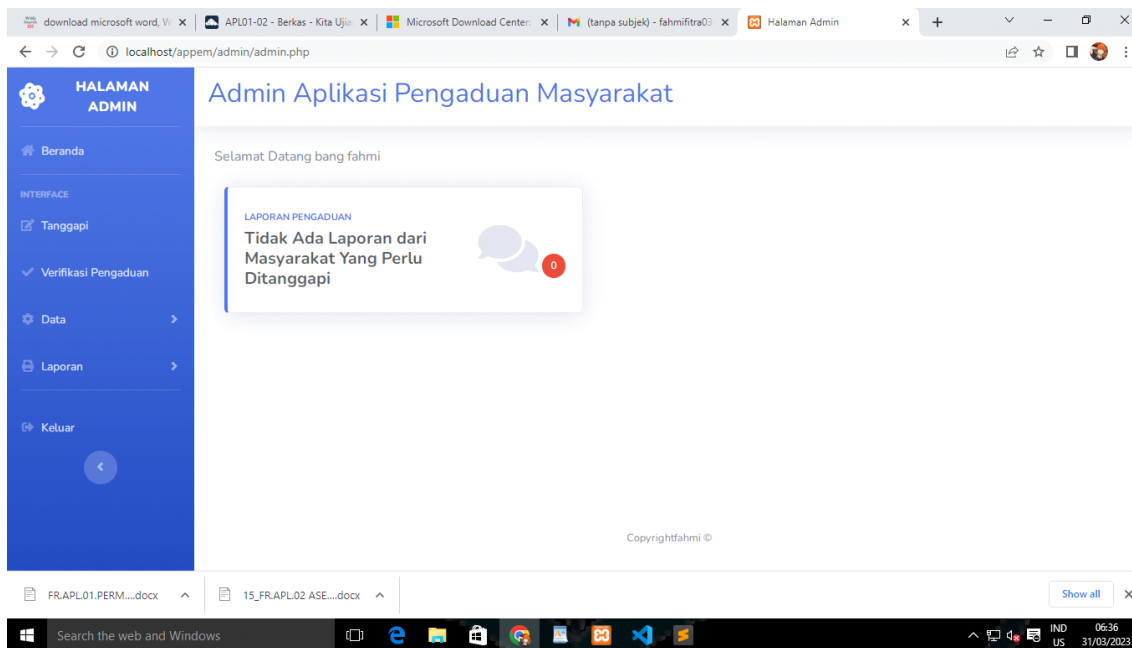 download microsoft word, W
APL01-02 - Berkas - Kita Ujia
Microsoft Download Center:
(tanpa subjek) - fahmifitra03
Halaman Admin
localhost/appem/admin/admin.php
HALAMAN
ADMIN
Admin Aplikasi Pengaduan Masyarakat
Beranda
Selamat Datang bang fahmi
INTERFACE
Tanggapi
Verifikasi Pengaduan
Data
Laporan
Keluar
LAPORAN PENGADUAN
Tidak Ada Laporan dari
Masyarakat Yang Perlu
Ditanggapi
0
Copyrightfahmi ©
FR.APL.01.PERM....docx
15_FR.APL.02 ASE....docx
Show all
Search the web and Windows
IND
US
06:36
31/03/2023